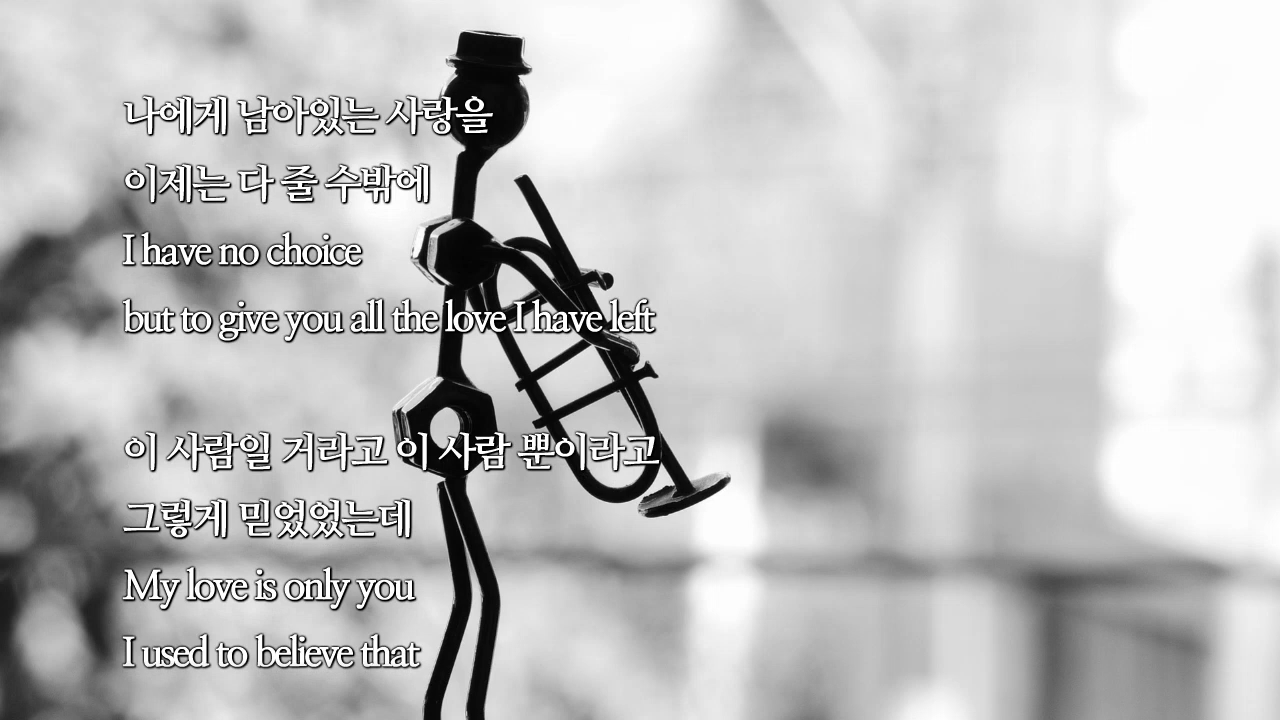 나에게 남아있는 사랑을
이제는 다 줄 수밖에
I have no choice
but to give you all the love I have left
이 사람일 거라고 이 사람 뿐이라고
그렇게 믿었었는데
My love is only you
I used to believe that